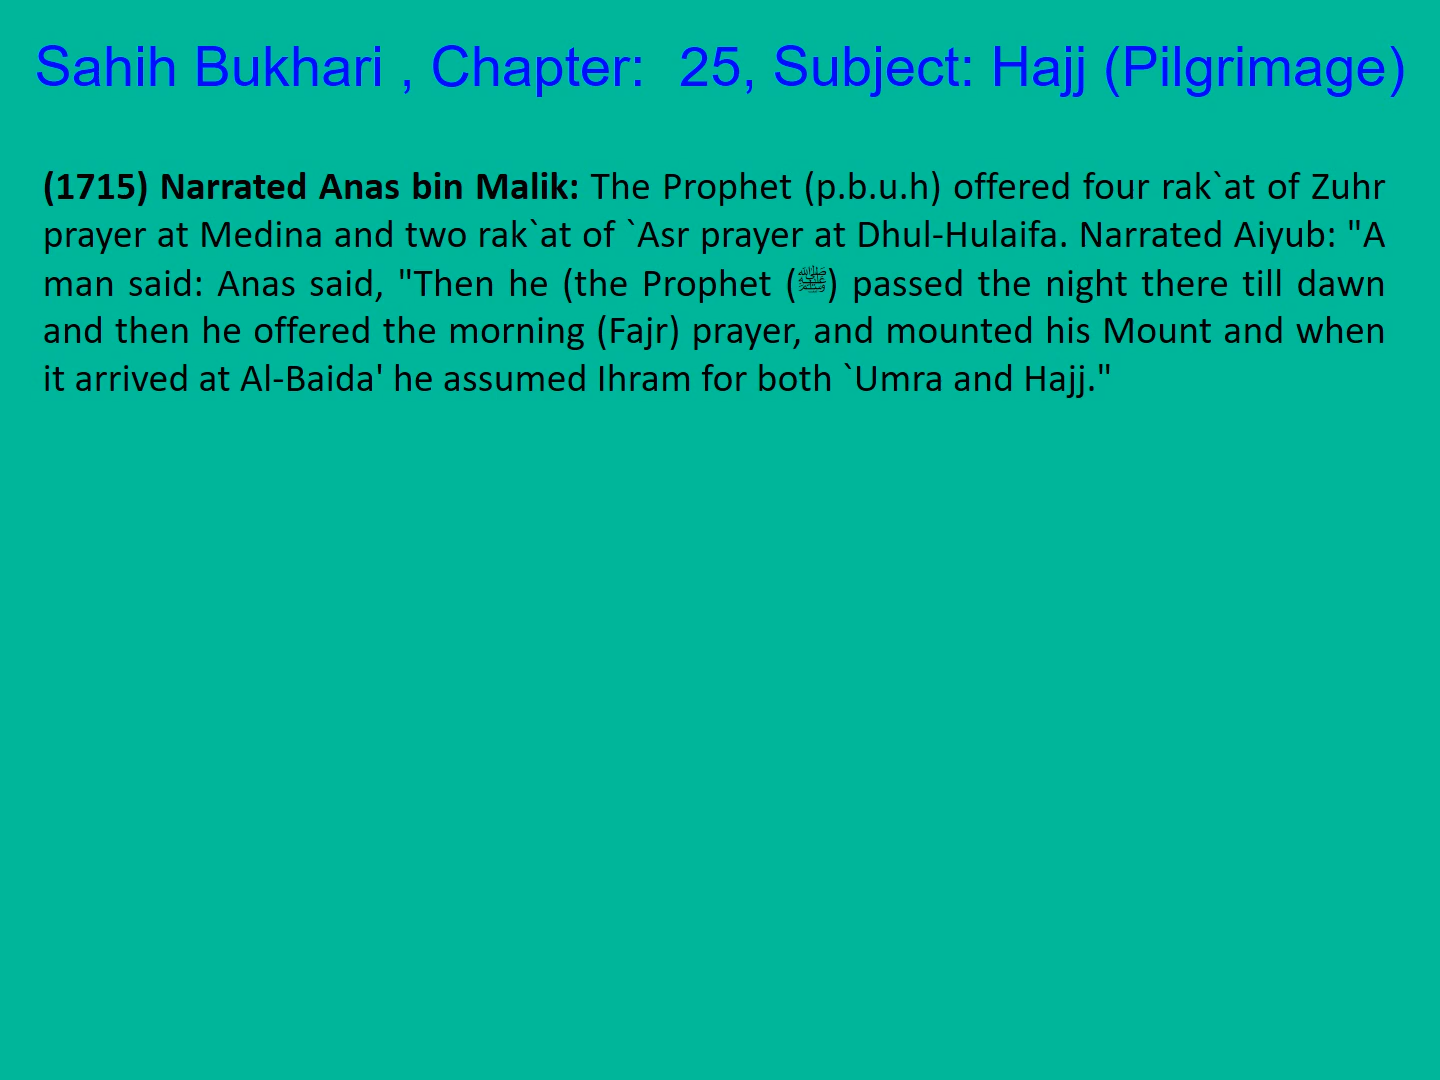 Sahih Bukhari , Chapter:  25, Subject: Hajj (Pilgrimage)
(1715) Narrated Anas bin Malik: The Prophet (p.b.u.h) offered four rak`at of Zuhr
prayer at Medina and two rak`at of `Asr prayer at Dhul-Hulaifa. Narrated Aiyub: "A
man said: Anas said, "Then he (the Prophet (ﷺ) passed the night there till dawn
and then he offered the morning (Fajr) prayer, and mounted his Mount and when
it arrived at Al-Baida' he assumed Ihram for both `Umra and Hajj."